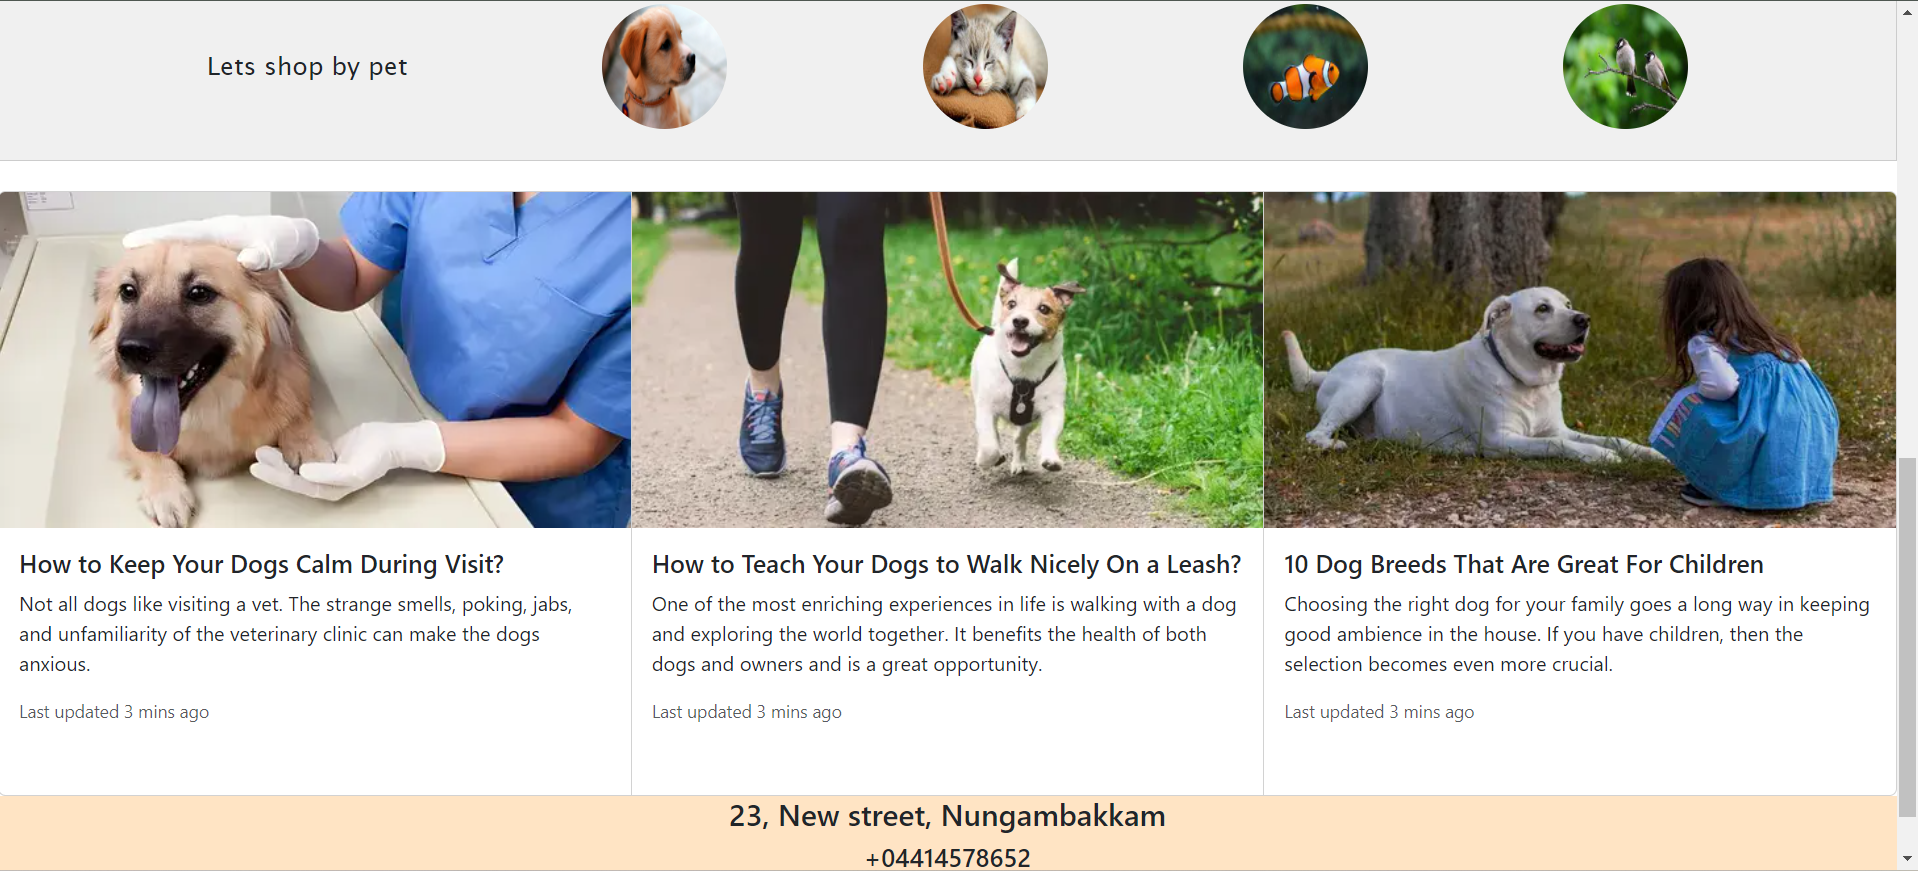 Lets shop by pet
How to Keep Your Dogs Calm During Visit?
Not all dogs like visiting a vet. The strange smells, poking, jabs,
and unfamiliarity of the veterinary clinic can make the dogs
anxious.
Last updated 3 mins ago
How to Teach Your Dogs to Walk Nicely On a Leash?
One of the most enriching experiences in life is walking with a dog
and exploring the world together. It benefits the health of both
dogs and owners and is a great opportunity.
Last updated 3 mins ago
10 Dog Breeds That Are Great For Children
Choosing the right dog for your family goes a long way in keeping
good ambience in the house. If you have children, then the
selection becomes even more crucial.
Last updated 3 mins ago
23, New street, Nungambakkam
+04414578652